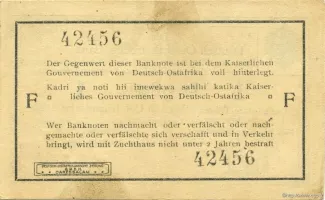 42456
Der Gegenwert dieser Banknote ist bei dem Kaiserlichen
Gouvernement von Deutsch-Ostafrika voll hinterlegt.
Kadri ya noti hii imewekwa sahihi katika Kaiser-
F liches Gouvernement von Deutsch-Ostafrika F
Wer Banknoten nachmacht oder verfälscht oder nach-
gemachte oder verfälschte sich verschafft und in Verkehr
bringt, wird mit Zuchthaus nicht unter 2 Jahren bestraft
42456